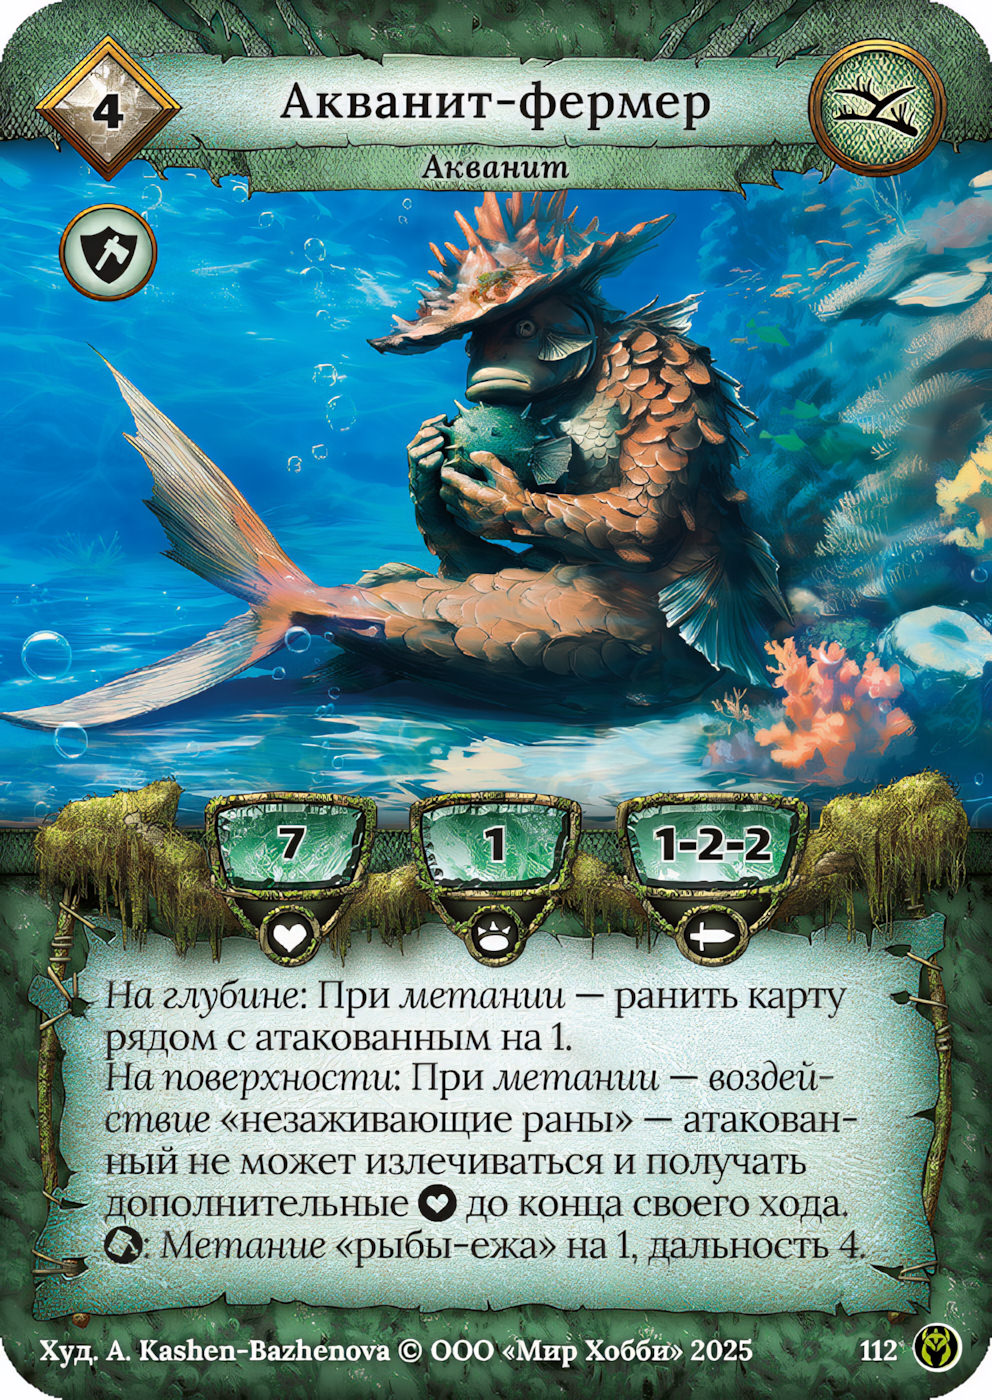 4
Акванит-фермер
Акванит
7
1
1-2-2
На глубине: При метании — ранить карту
рядом с атакованным на 1.
На поверхности: При метании — воздей-
ствие «незаживающие раны» — атакован-
ный не может излечиваться и получать
дополнительные до конца своего хода.
: Метание «рыбы-ежа» на 1, дальность 4.
Худ. А. Kashen-Bazhenova © ООО «Мир Хобби» 2025
112